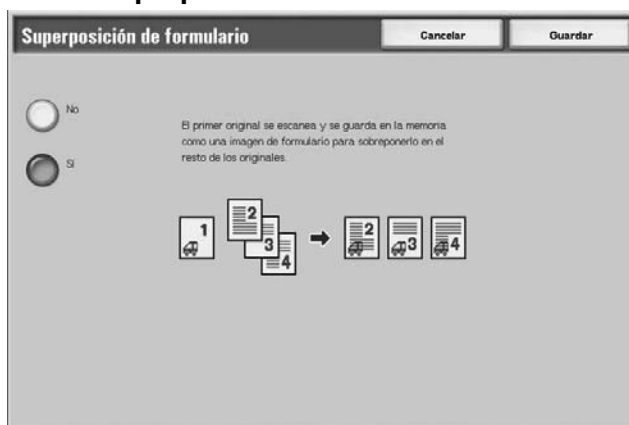 Superposición de formulario
Cancelar
Guardar
No
Sí
El primer original se escanea y se guarda en la memoria
como una imagen de formulario para sobreponerlo en el
resto de los originales.
1
2
3
4
2
3
4